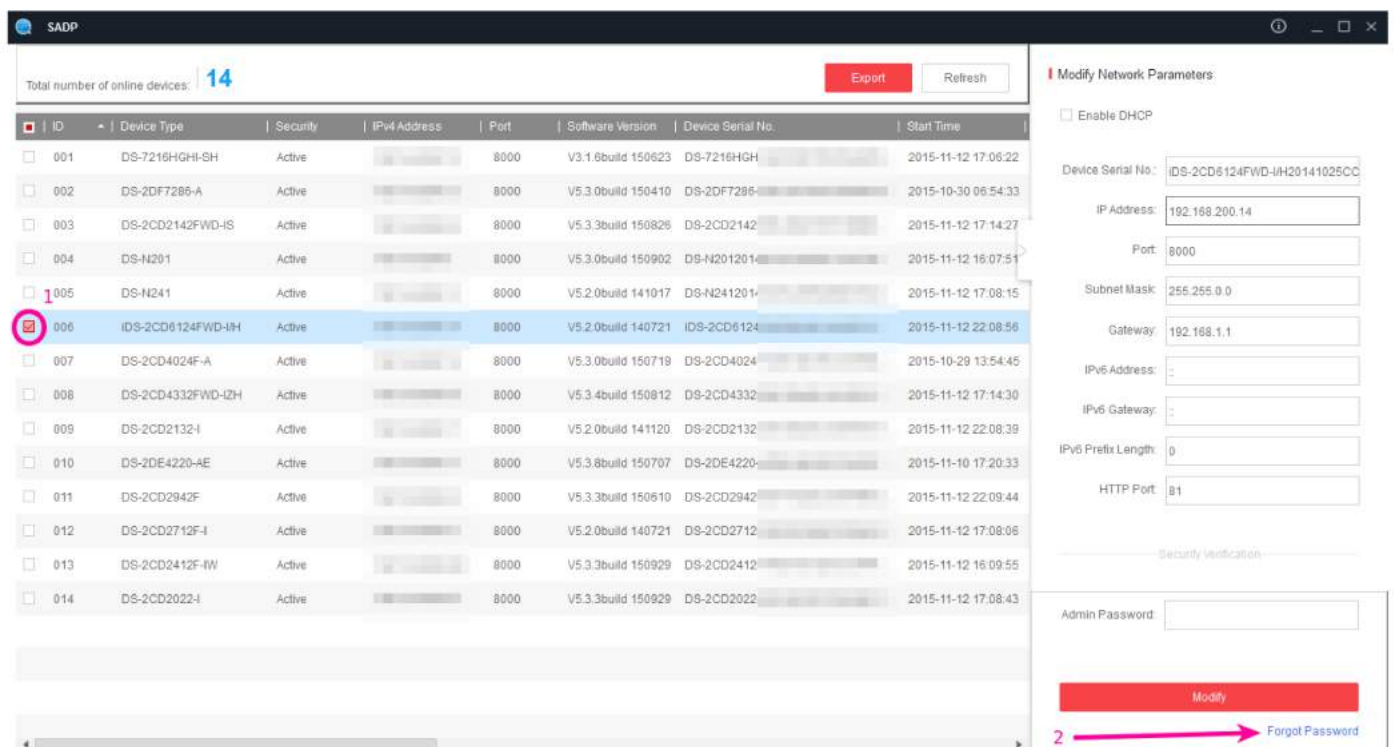 SADP
Total number of online devices: 14
Export
Refresh
ID | Device Type | Security | IPv4 Address | Port | Software Version | Device Serial No. | Start Time
001 DS-7216HGHI-SH Active 8000 V3.1.6build 150623 DS-7216HGH 2015-11-12 17:06:22
002 DS-2DF7286-A Active 8000 V5.3.0build 150410 DS-2DF7286- 2015-10-30 06:54:33
003 DS-2CD2142FWD-IS Active 8000 V5.3.3build 150826 DS-2CD2142 2015-11-12 17:14:27
004 DS-N201 Active 8000 V5.3.0build 150902 DS-N201201 2015-11-12 16:07:51
1
005 DS-N241 Active 8000 V5.2.0build 141017 DS-N241201 2015-11-12 17:08:15
006 iDS-2CD6124FWD-I/H Active 8000 V5.2.0build 140721 iDS-2CD6124 2015-11-12 22:08:56
007 DS-2CD4024F-A Active 8000 V5.3.0build 150719 DS-2CD4024 2015-10-29 13:54:45
008 DS-2CD4332FWD-IZH Active 8000 V5.3.4build 150812 DS-2CD4332 2015-11-12 17:14:30
009 DS-2CD2132-I Active 8000 V5.2.0build 141120 DS-2CD2132 2015-11-12 22:08:39
010 DS-2DE4220-AE Active 8000 V5.3.8build 150707 DS-2DE4220- 2015-11-10 17:20:33
011 DS-2CD2942F Active 8000 V5.3.3build 150610 DS-2CD2942 2015-11-12 22:09:44
012 DS-2CD2712F-I Active 8000 V5.2.0build 140721 DS-2CD2712 2015-11-12 17:08:06
013 DS-2CD2412F-IW Active 8000 V5.3.3build 150929 DS-2CD2412 2015-11-12 16:09:55
014 DS-2CD2022-I Active 8000 V5.3.3build 150929 DS-2CD2022 2015-11-12 17:08:43
Modify Network Parameters
Enable DHCP
Device Serial No.: iDS-2CD6124FWD-I/H20141025CC
IP Address: 192.168.200.14
Port: 8000
Subnet Mask: 255.255.0.0
Gateway: 192.168.1.1
IPv6 Address: ::
IPv6 Gateway: ::
IPv6 Prefix Length: 0
HTTP Port: 81
Security Verification
Admin Password:
Modify
2
Forgot Password